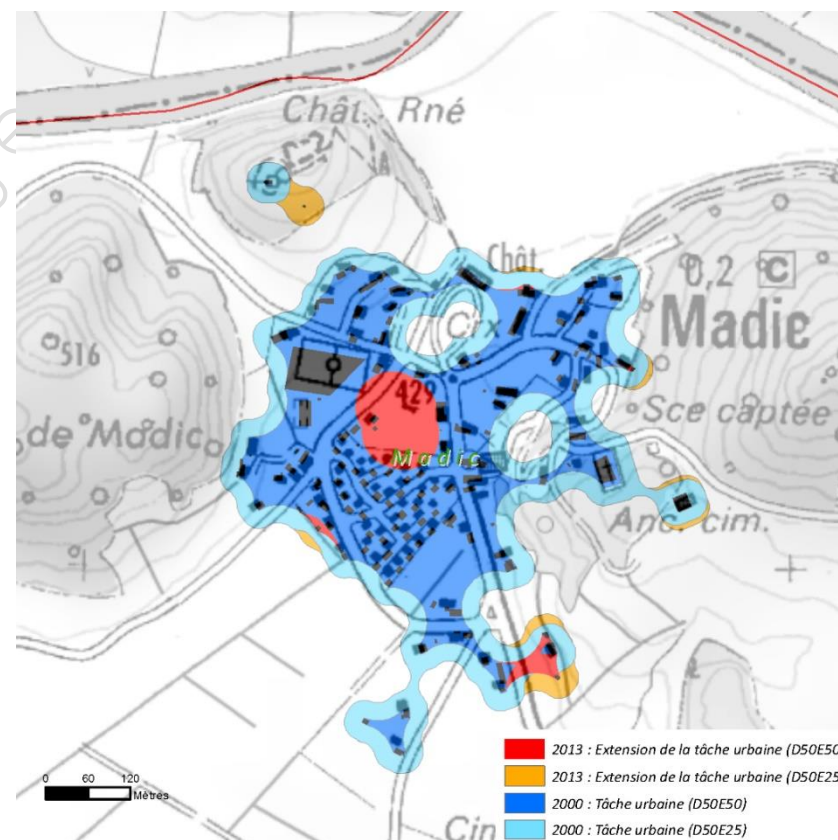 Chât. Rné
Chât
0,2 C
Madic
Crx
516
429
Sce captée
de Madic
Madic
Anc. cim.
2013 : Extension de la tâche urbaine (D50E50
2013 : Extension de la tâche urbaine (D50E25
2000 : Tâche urbaine (D50E50)
2000 : Tâche urbaine (D50E25)
0 60 120
Mètres
Cin